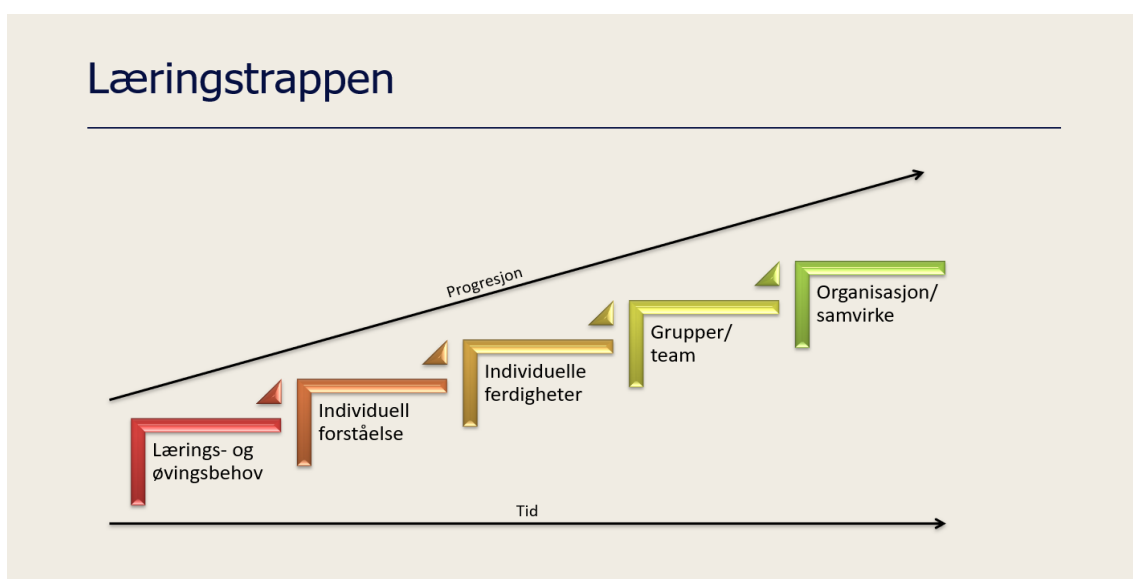 Læringstrappen
Progresjon
Lærings- og
øvingsbehov
Individuell
forståelse
Individuelle
ferdigheter
Grupper/
team
Organisasjon/
samvirke
Tid